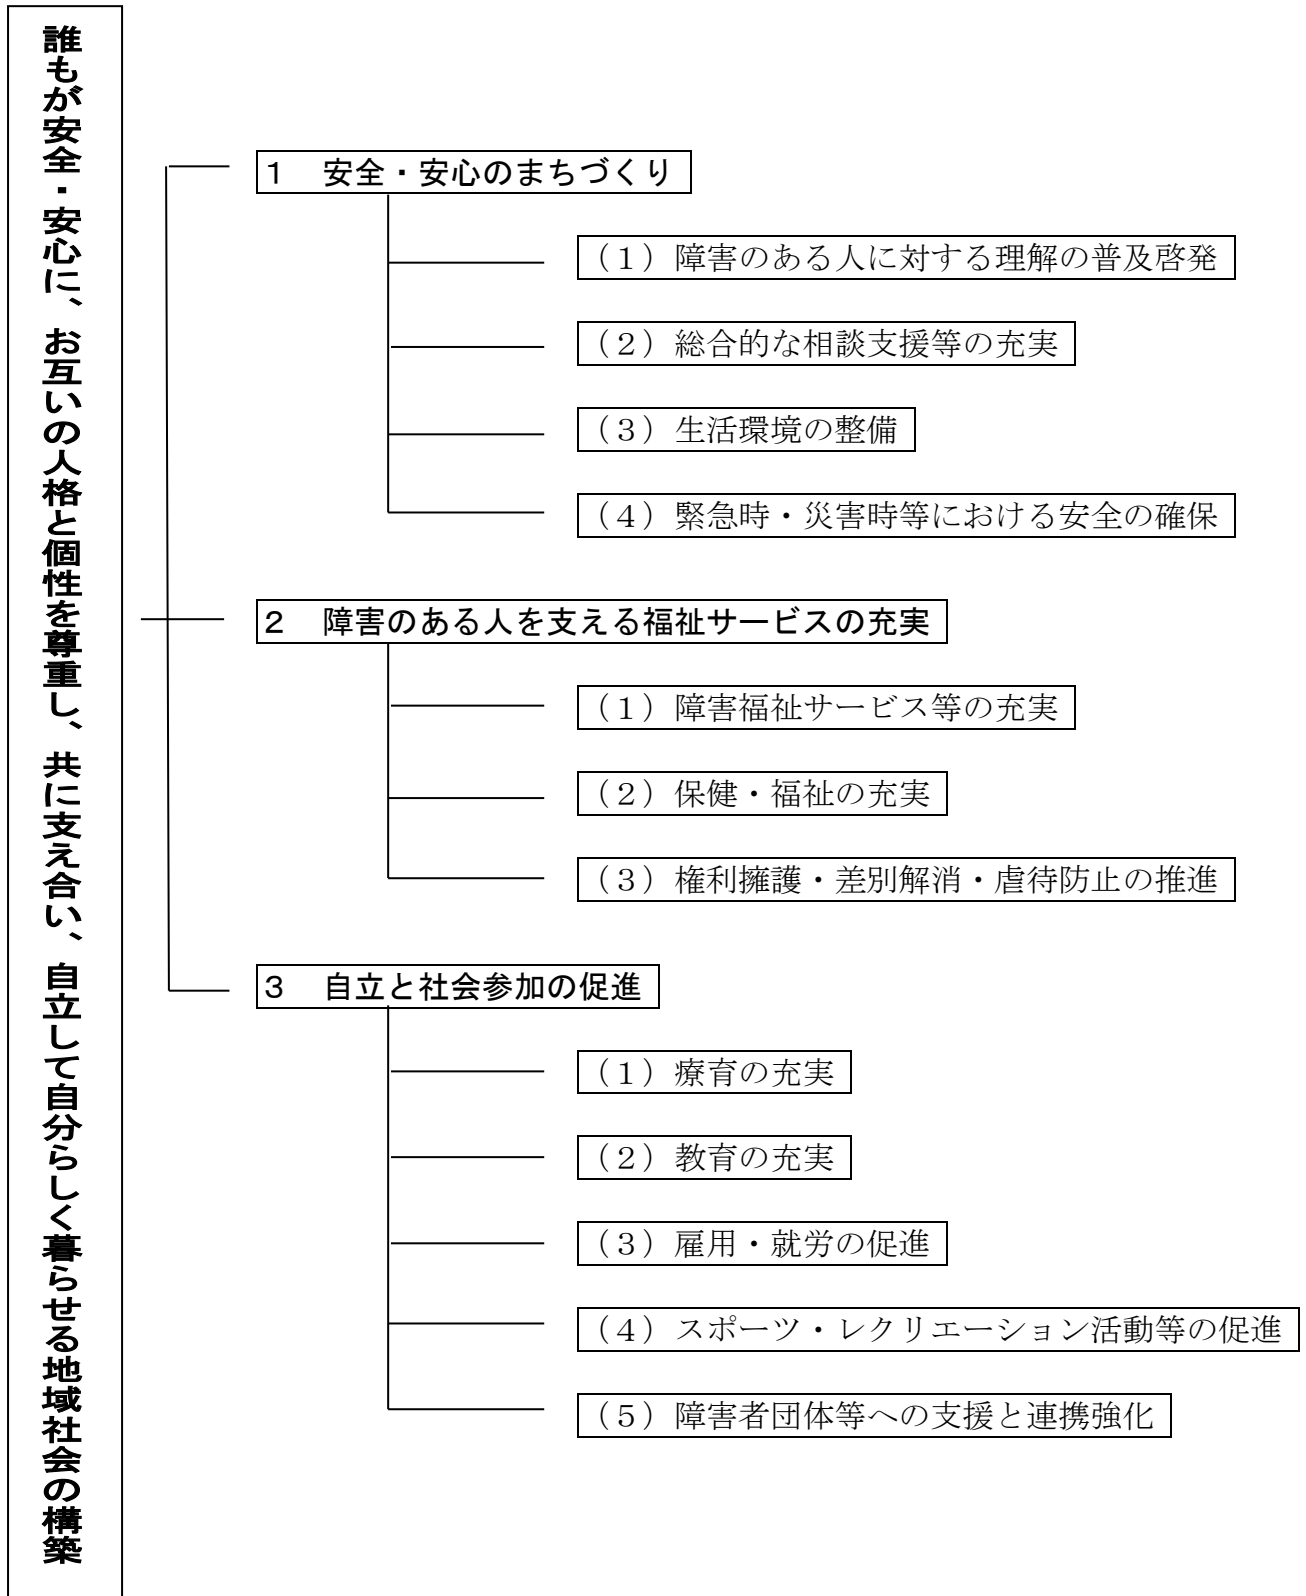 誰もが安全・安心に、お互いの人格と個性を尊重し、共に支え合い、自立して自分らしく暮らせる地域社会の構築
１　安全・安心のまちづくり
（１）障害のある人に対する理解の普及啓発
（２）総合的な相談支援等の充実
（３）生活環境の整備
（４）緊急時・災害時等における安全の確保
２　障害のある人を支える福祉サービスの充実
（１）障害福祉サービス等の充実
（２）保健・福祉の充実
（３）権利擁護・差別解消・虐待防止の推進
３　自立と社会参加の促進
（１）療育の充実
（２）教育の充実
（３）雇用・就労の促進
（４）スポーツ・レクリエーション活動等の促進
（５）障害者団体等への支援と連携強化